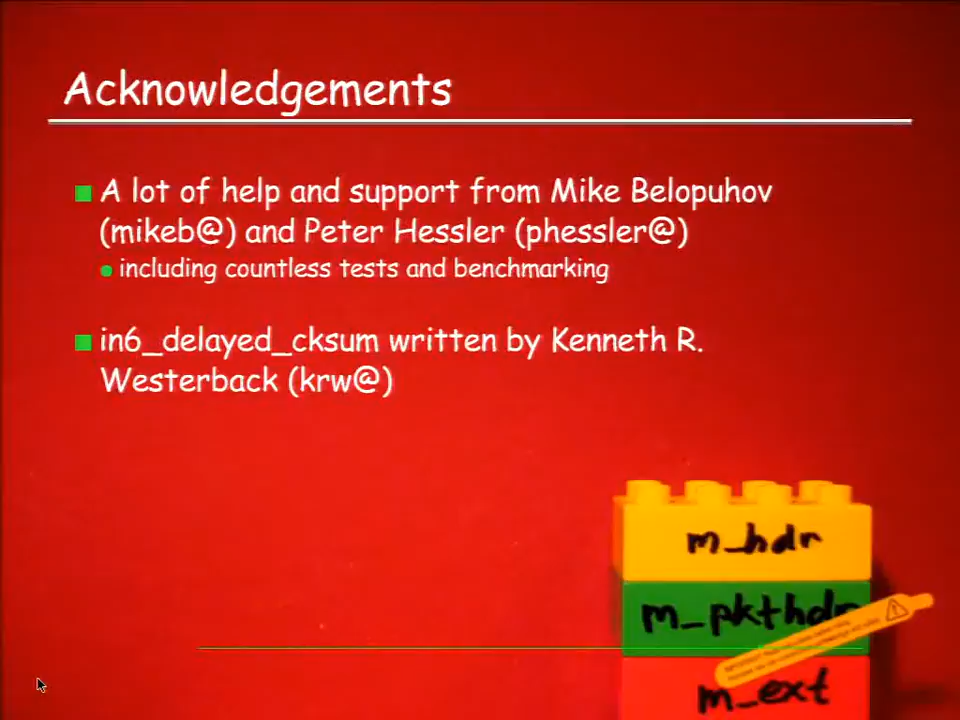 Acknowledgements
A lot of help and support from Mike Belopuhov
(mikeb@) and Peter Hessler (phessler@)
including countless tests and benchmarking
in6_delayed_cksum written by Kenneth R.
Westerback (krw@)
m_hdr
m_pkthdr
m_ext